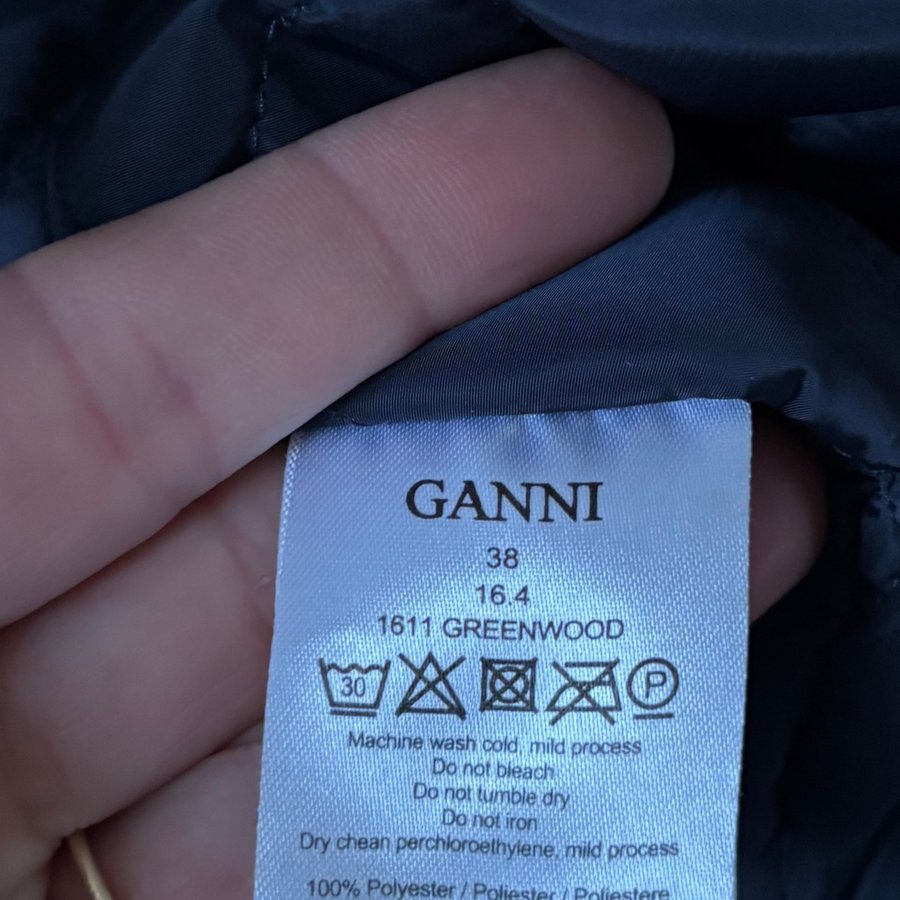 GANNI
38
16.4
1611 GREENWOOD
30 P
Machine wash cold, mild process
Do not bleach
Do not tumble dry
Do not iron
Dry chean perchloroethylene, mild process
100% Polyester / Poliester / Poliestere